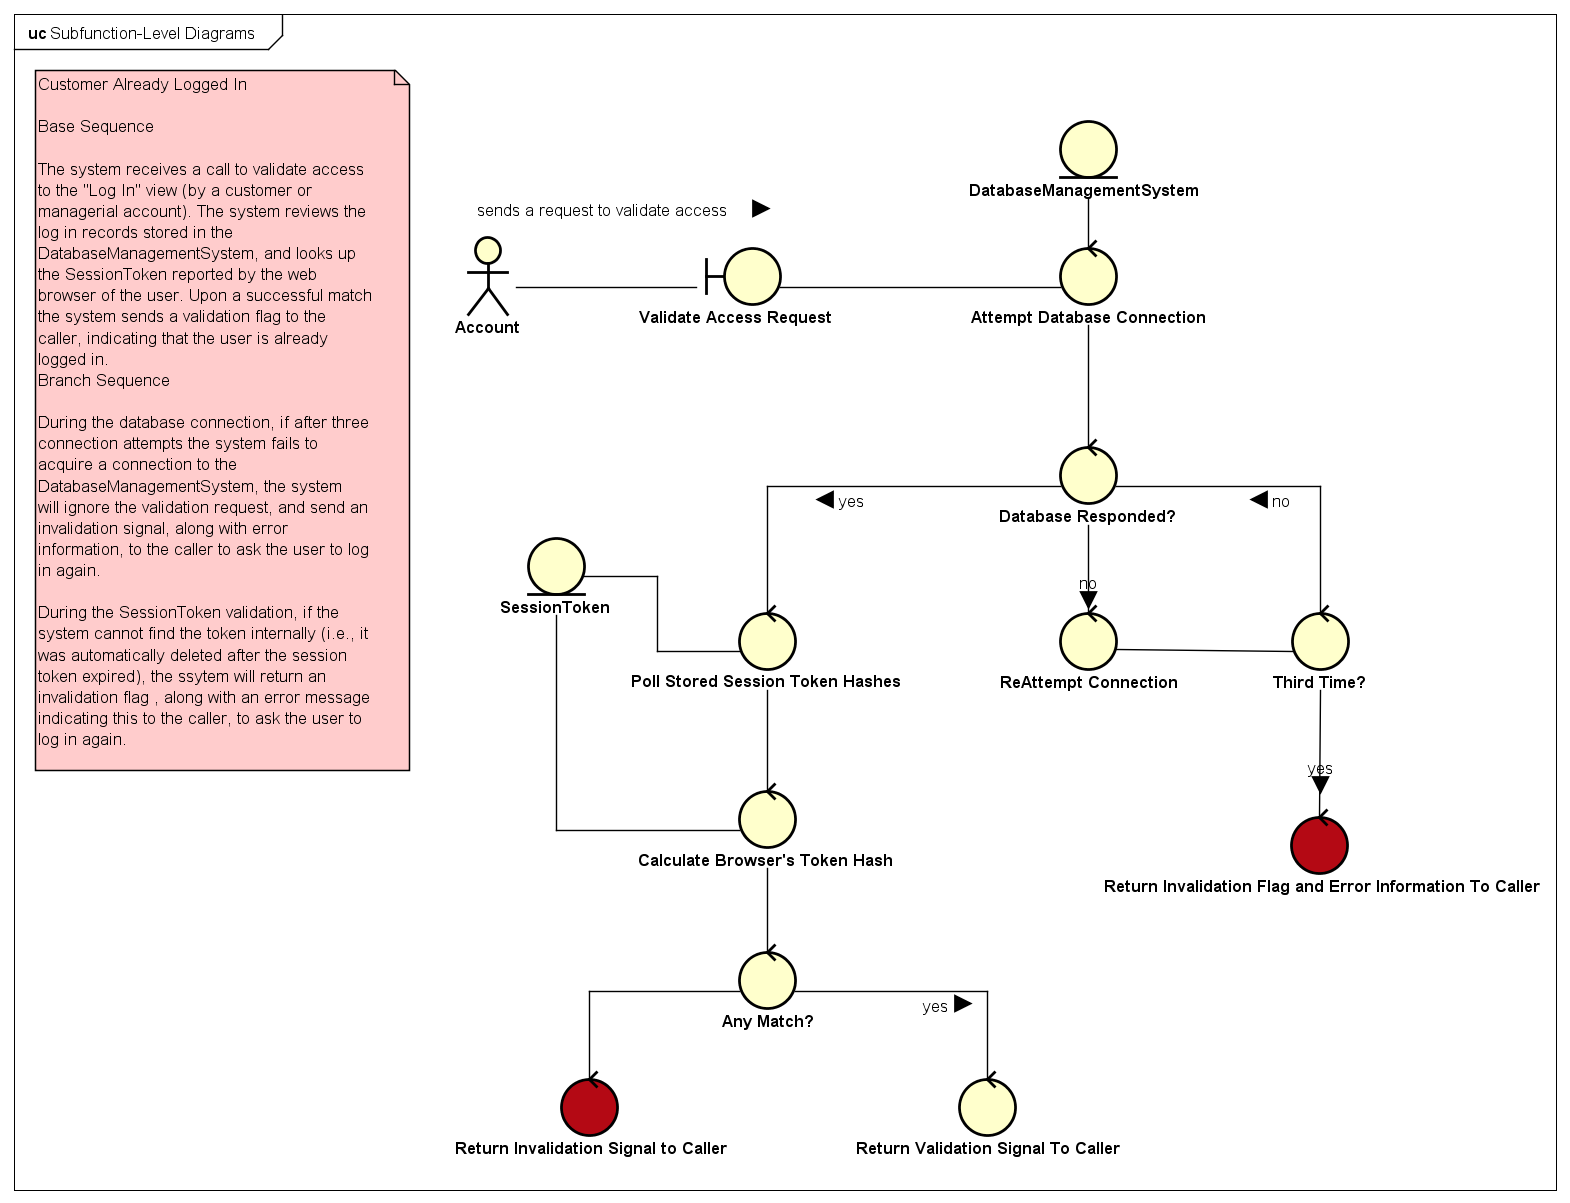 uc Subfunction-Level Diagrams
Customer Already Logged In
Base Sequence
The system receives a call to validate access
to the "Log In" view (by a customer or
managerial account). The system reviews the
log in records stored in the
DatabaseManagementSystem, and looks up
the SessionToken reported by the web
browser of the user. Upon a successful match
the system sends a validation flag to the
caller, indicating that the user is already
logged in.
Branch Sequence
During the database connection, if after three
connection attempts the system fails to
acquire a connection to the
DatabaseManagementSystem, the system
will ignore the validation request, and send an
invalidation signal, along with error
information, to the caller to ask the user to log
in again.
During the SessionToken validation, if the
system cannot find the token internally (i.e., it
was automatically deleted after the session
token expired), the ssytem will return an
invalidation flag , along with an error message
indicating this to the caller, to ask the user to
log in again.
DatabaseManagementSystem
sends a request to validate access
Account
Validate Access Request
Attempt Database Connection
yes
no
Database Responded?
no
SessionToken
Poll Stored Session Token Hashes
ReAttempt Connection
Third Time?
yes
Calculate Browser's Token Hash
Return Invalidation Flag and Error Information To Caller
yes
Any Match?
Return Invalidation Signal to Caller
Return Validation Signal To Caller